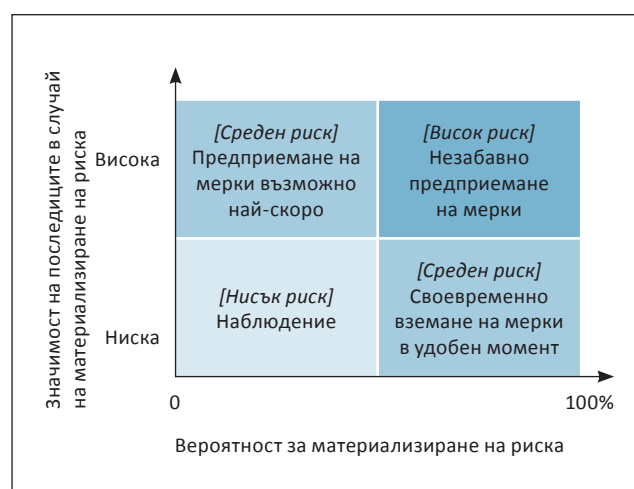 Значимост на последиците в случай
на материализиране на риска
Висока
[Среден риск]
Предприемане на
мерки възможно
най-скоро
[Висок риск]
Незабавно
предприемане
на мерки
Ниска
[Нисък риск]
Наблюдение
[Среден риск]
Своевременно
вземане на мерки
в удобен момент
0
100%
Вероятност за материализиране на риска